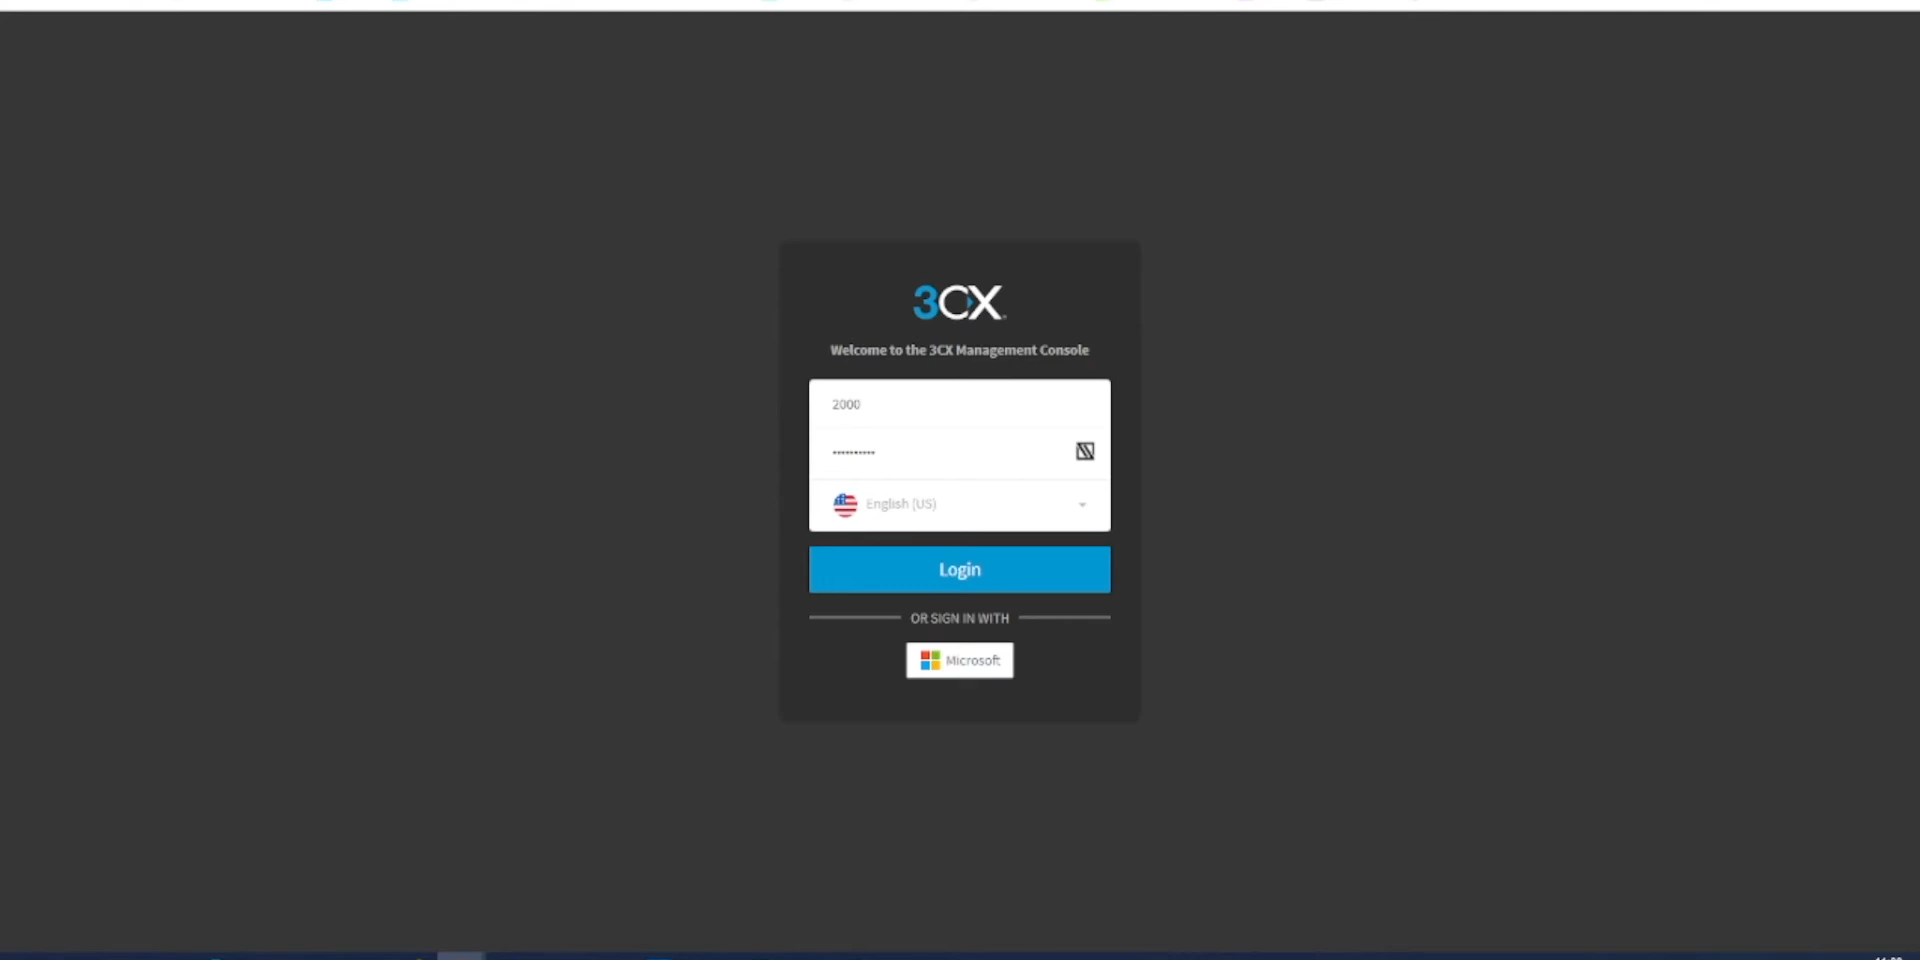 3CX
Welcome to the 3CX Management Console
2000
English (US)
Login
OR SIGN IN WITH
Microsoft